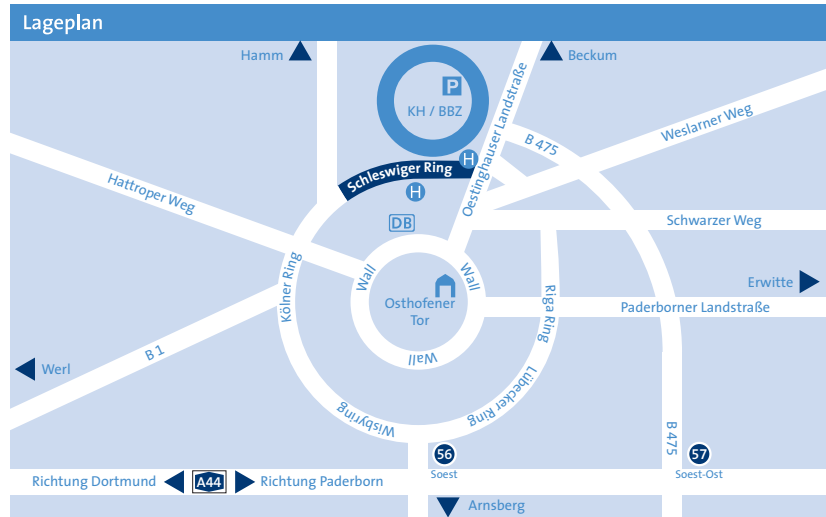 Lageplan
Hamm
Beckum
P
KH / BBZ
Oestinghauser Landstraße
B 475
Weslarner Weg
H
Schleswiger Ring
H
Hattroper Weg
DB
Schwarzer Weg
Kölner Ring
Wall
Wall
Osthofener
Tor
Wall
Riga Ring
Erwitte
Paderborner Landstraße
B 1
Werl
Wisbyring
Lübecker Ring
B 475
56
Soest
57
Soest-Ost
Richtung Dortmund
A44
Richtung Paderborn
Arnsberg